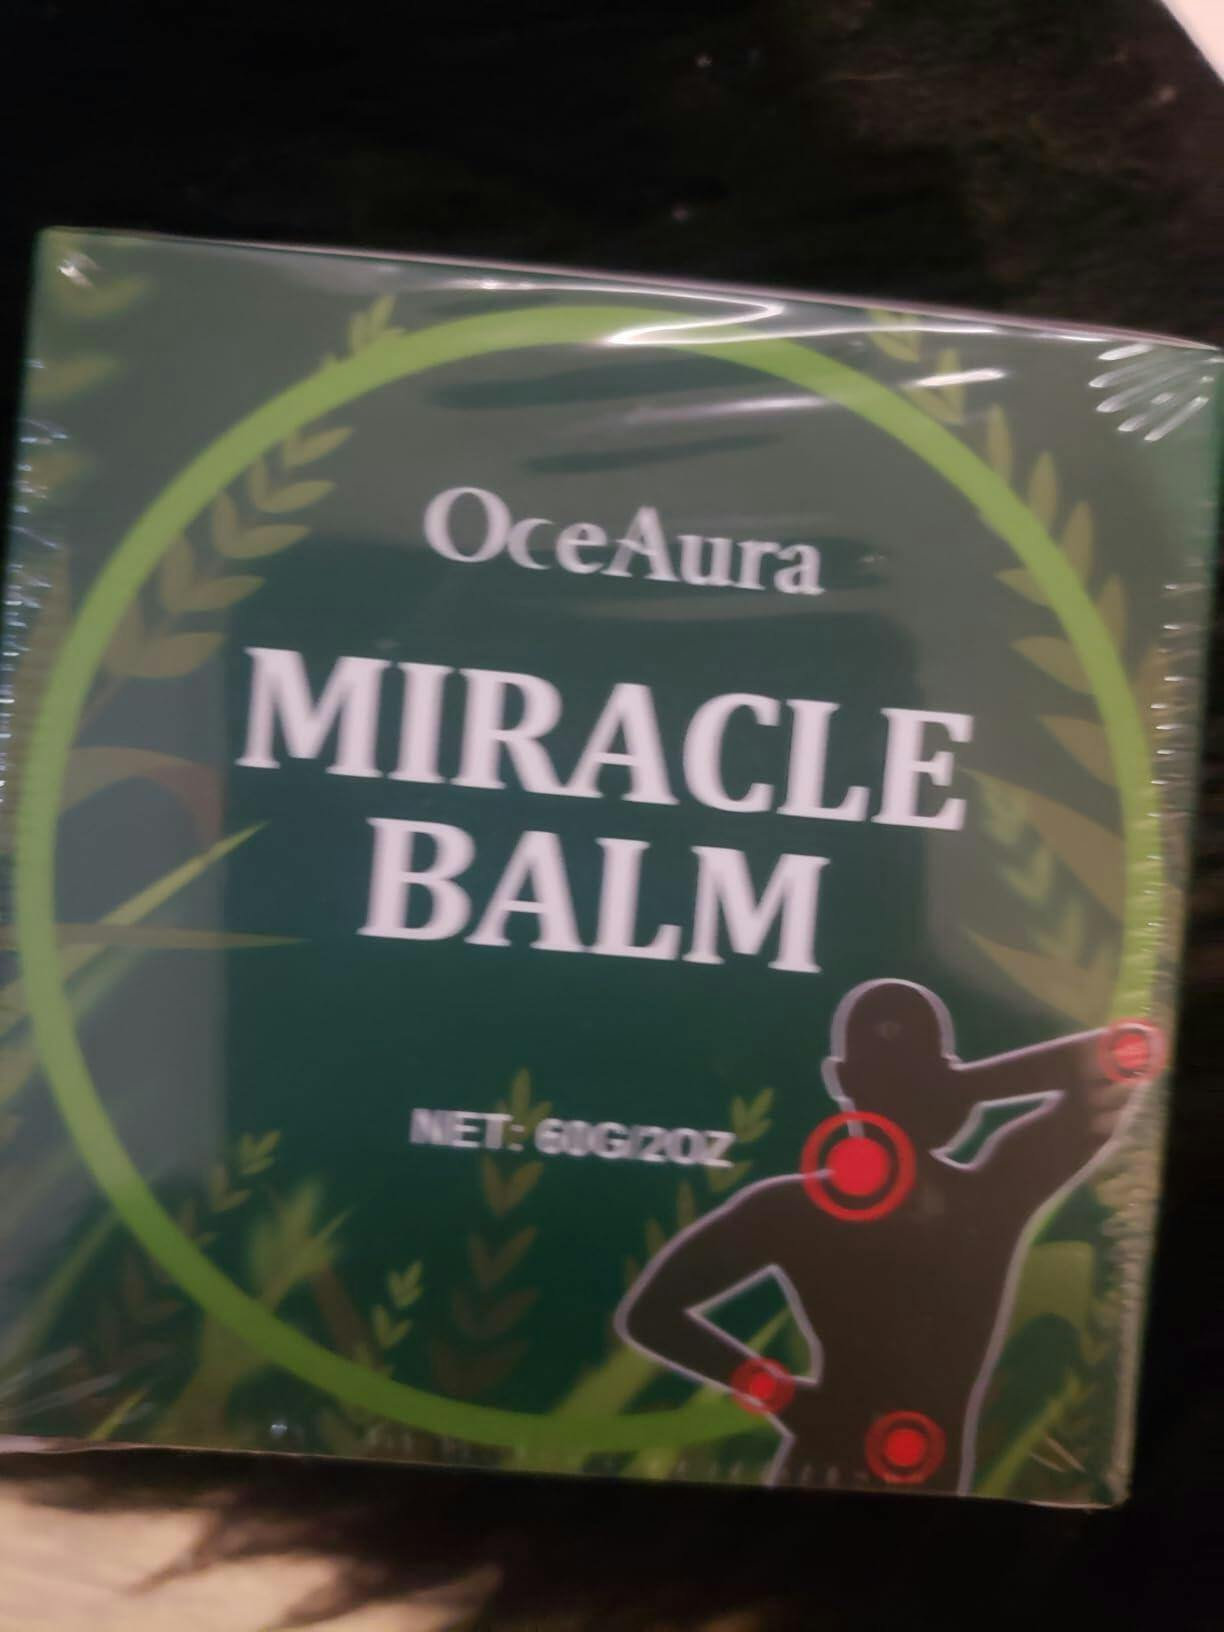 OceAura
MIRACLE
BALM
NET: 60G/2OZ